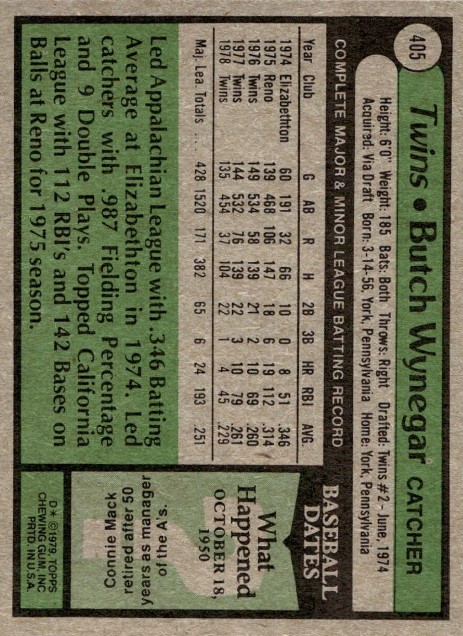 405
Twins • Butch Wynegar CATCHER
Height: 6'0" Weight: 185 Bats: Both Throws: Right Drafted: Twins #2 - June, 1974
Acquired: Via Draft Born: 3-14-56, York, Pennsylvania Home: York, Pennsylvania
COMPLETE MAJOR & MINOR LEAGUE BATTING RECORD
Year Club G AB R H 2B 3B HR RBI AVG.
1974 Elizabethton 60 191 32 66 10 0 8 51 .346
1975 Reno 139 468 106 147 18 6 19 112 .314
1976 Twins 149 534 58 139 21 2 10 69 .260
1977 Twins 144 532 76 139 22 3 10 79 .261
1978 Twins 135 454 37 104 22 1 4 45 .229
Maj. Lea. Totals ... 428 1520 171 382 65 6 24 193 .251
Led Appalachian League with .346 Batting
Average at Elizabethton in 1974. Led
catchers with .987 Fielding Percentage
and 9 Double Plays. Topped California
League with 112 RBI's and 142 Bases on
Balls at Reno for 1975 season.
BASEBALL
DATES
What
Happened
OCTOBER 18,
1950
Connie Mack
retired after 50
years as manager
of the A's.
D* © 1979, TOPPS
CHEWING GUM, INC
PRTD. IN U.S.A.